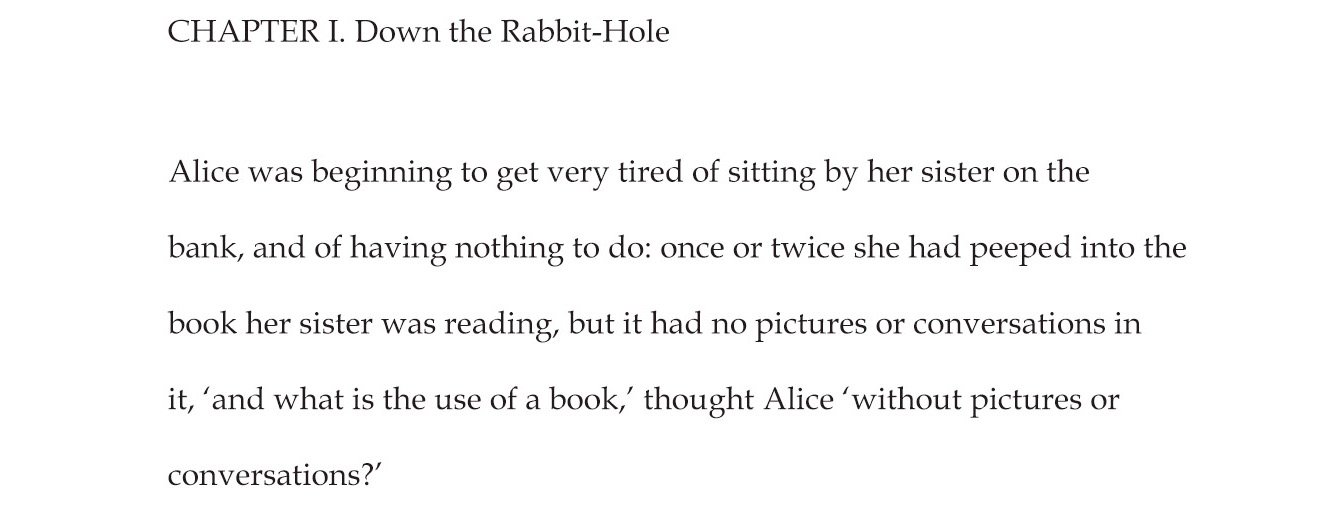 CHAPTER I. Down the Rabbit-Hole
Alice was beginning to get very tired of sitting by her sister on the
bank, and of having nothing to do: once or twice she had peeped into the
book her sister was reading, but it had no pictures or conversations in
it, ‘and what is the use of a book,’ thought Alice ‘without pictures or
conversations?’